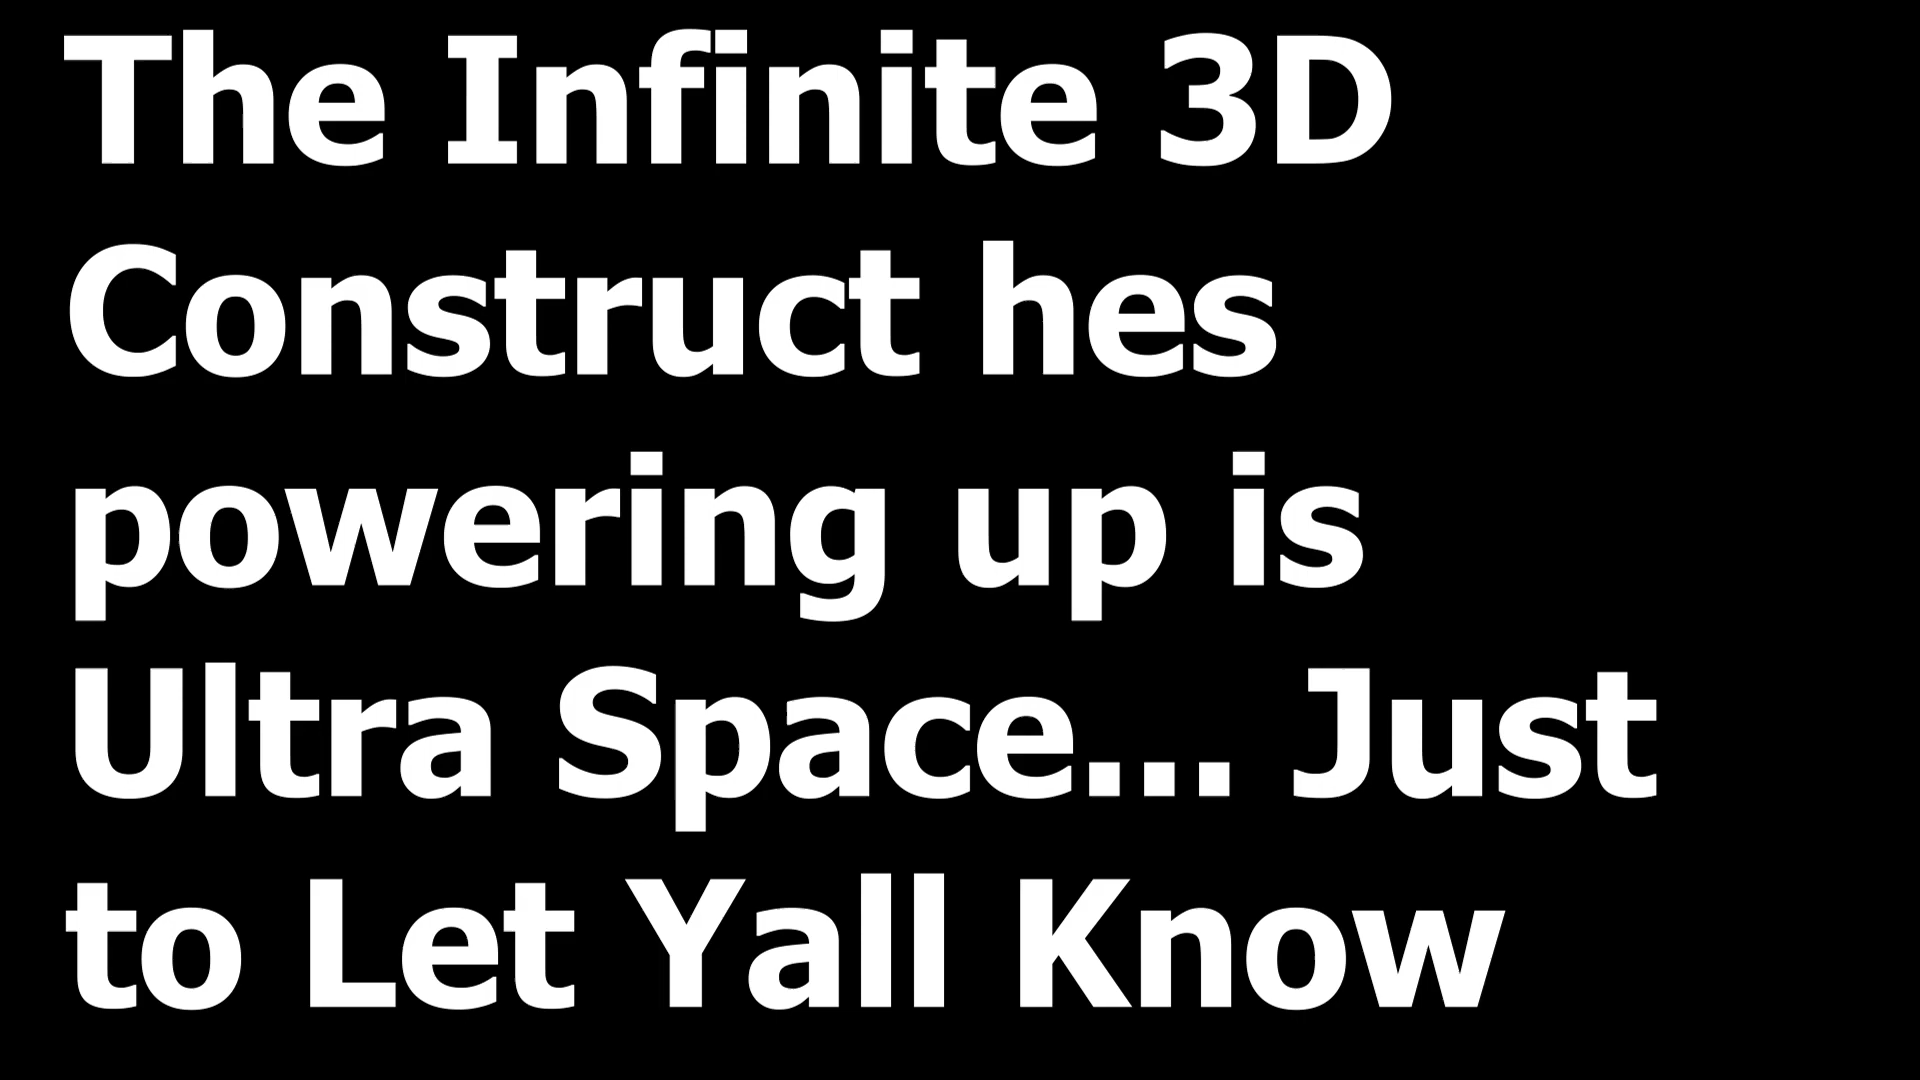 The Infinite 3D
Construct hes
powering up is
Ultra Space... Just
to Let Yall Know